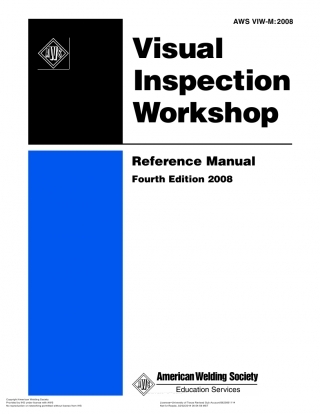 AWS VIW-M:2008
Visual
Inspection
Workshop
Reference Manual
Fourth Edition 2008
American Welding Society
Education Services